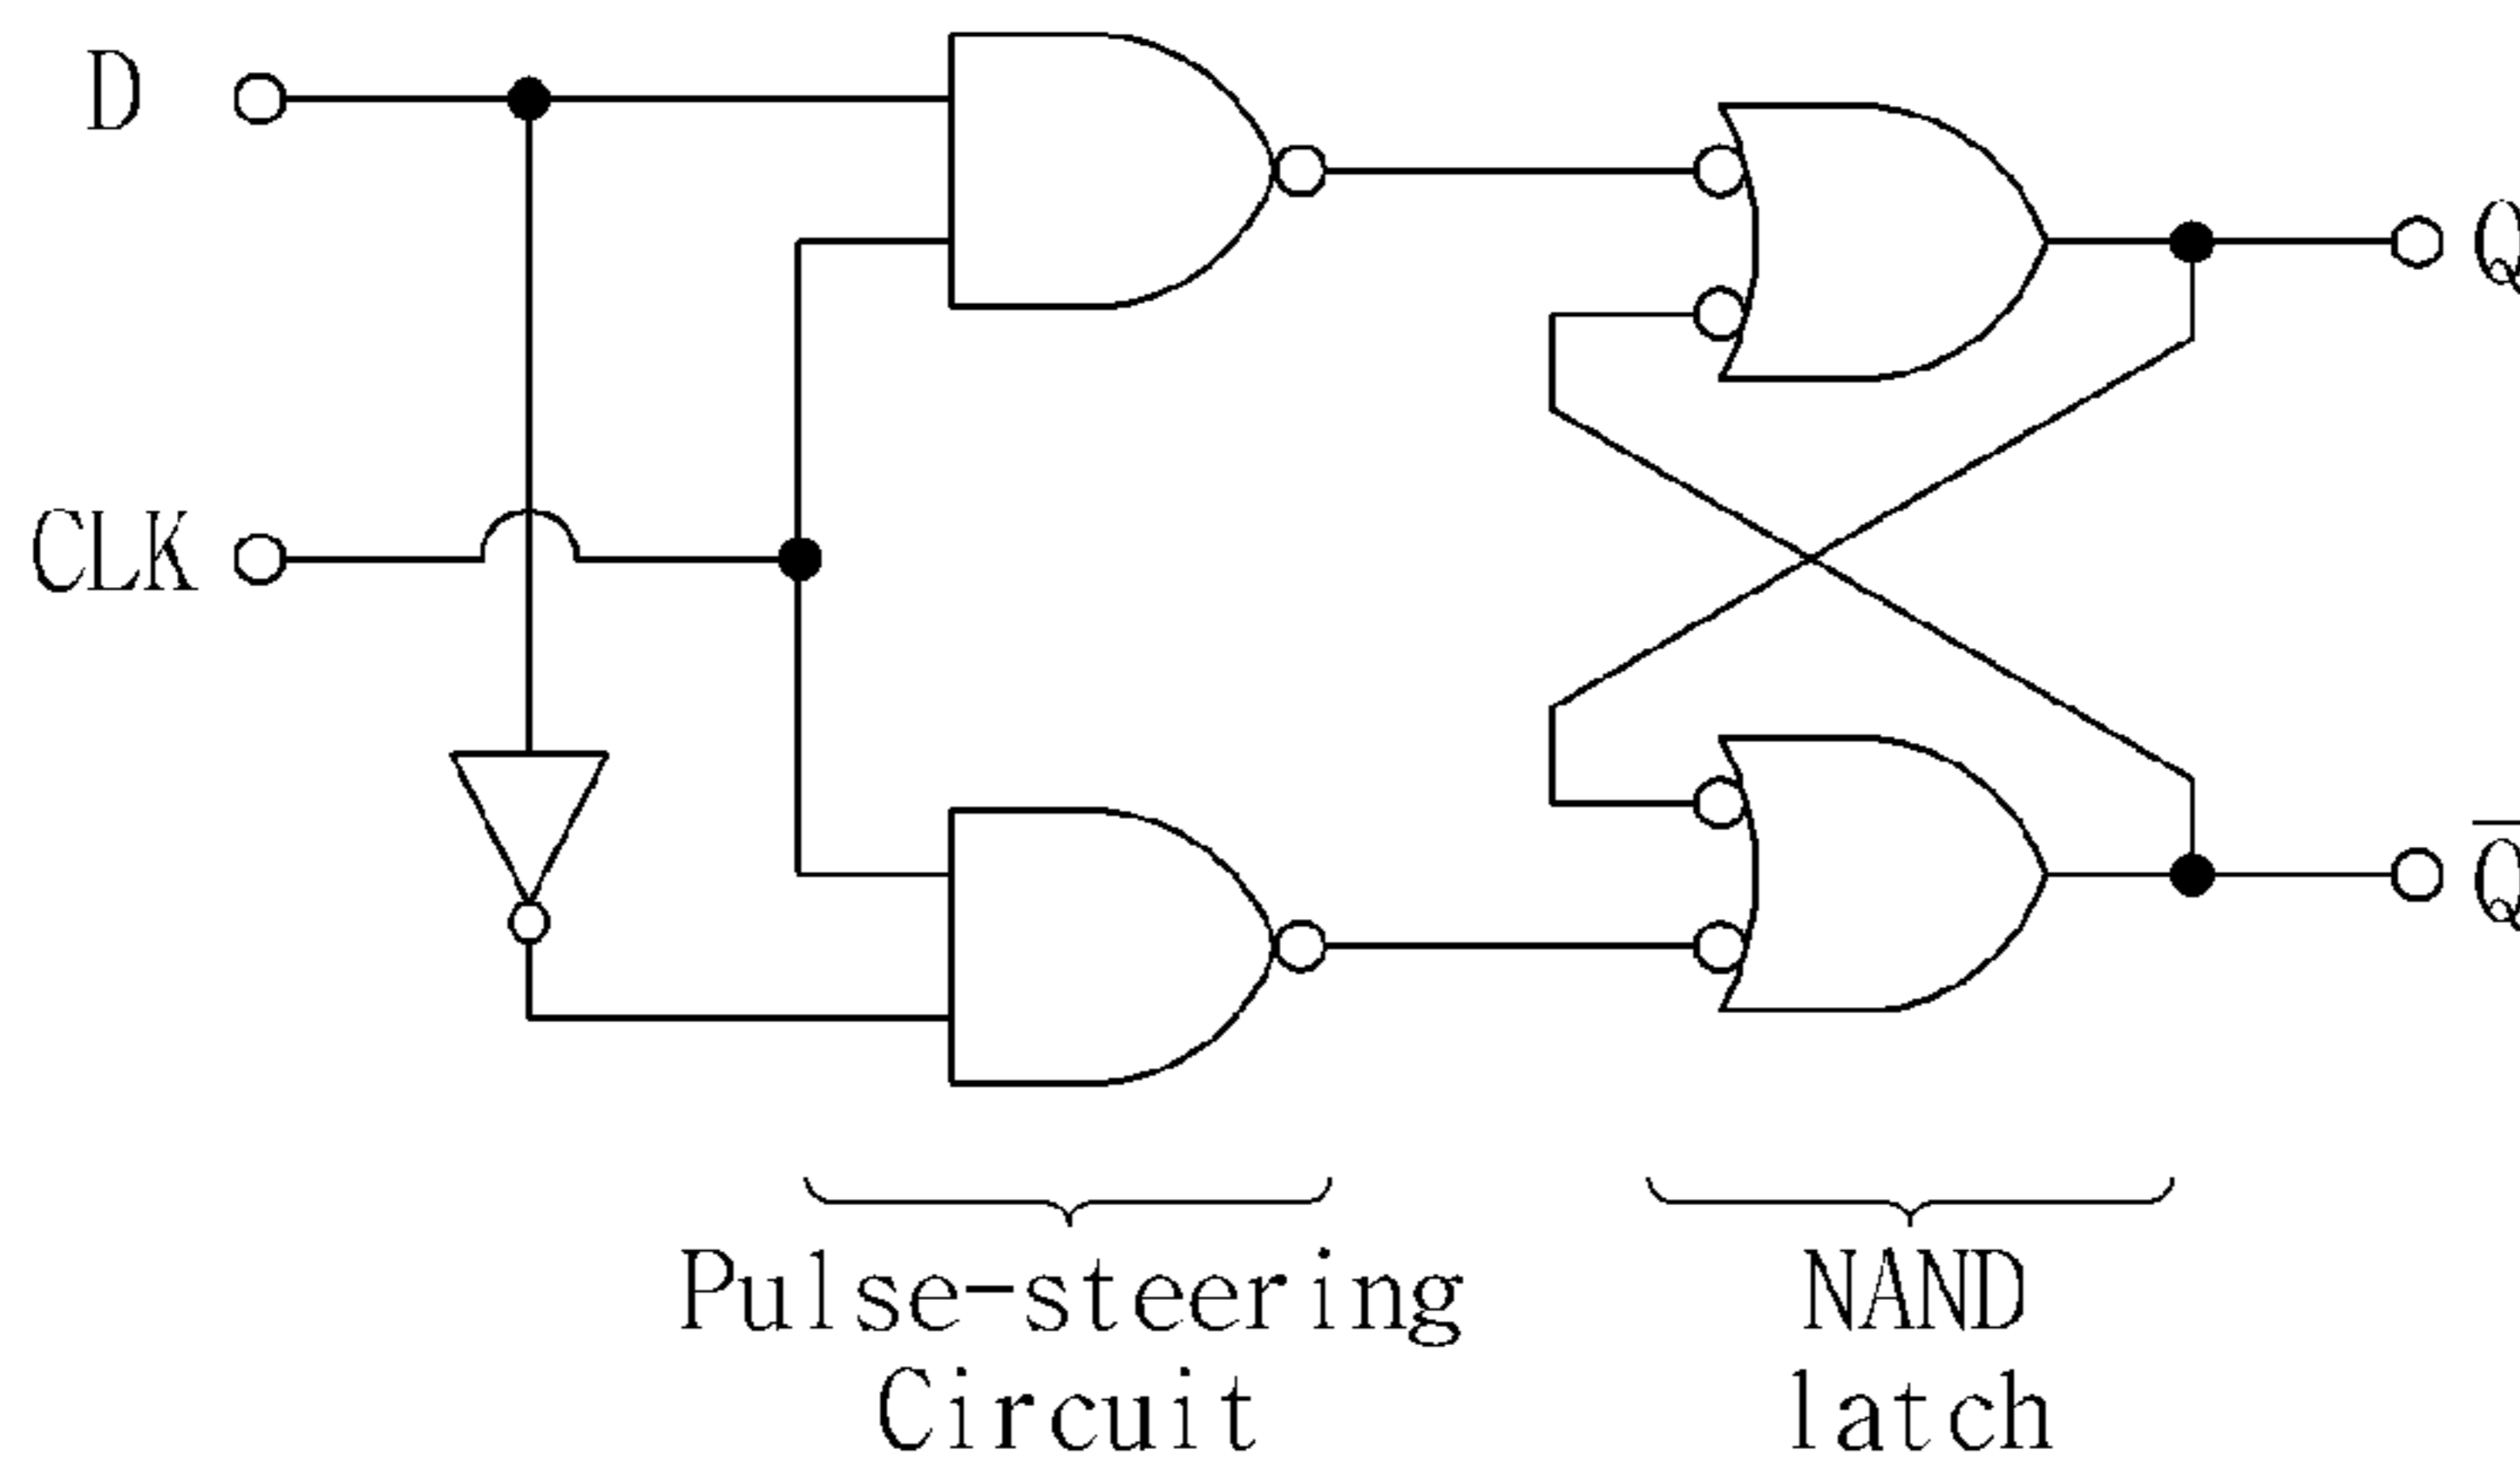 D
Q
CLK
Q̅
Pulse-steering
Circuit
NAND
latch